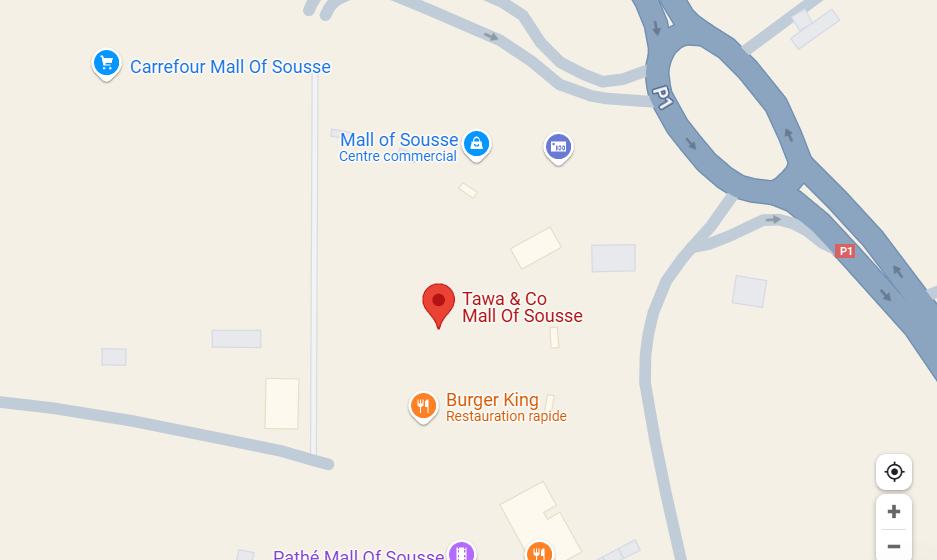 Carrefour Mall Of Sousse
P1
Mall of Sousse
Centre commercial
P1
Tawa & Co
Mall Of Sousse
Burger King
Restauration rapide
Pathé Mall Of Sousse